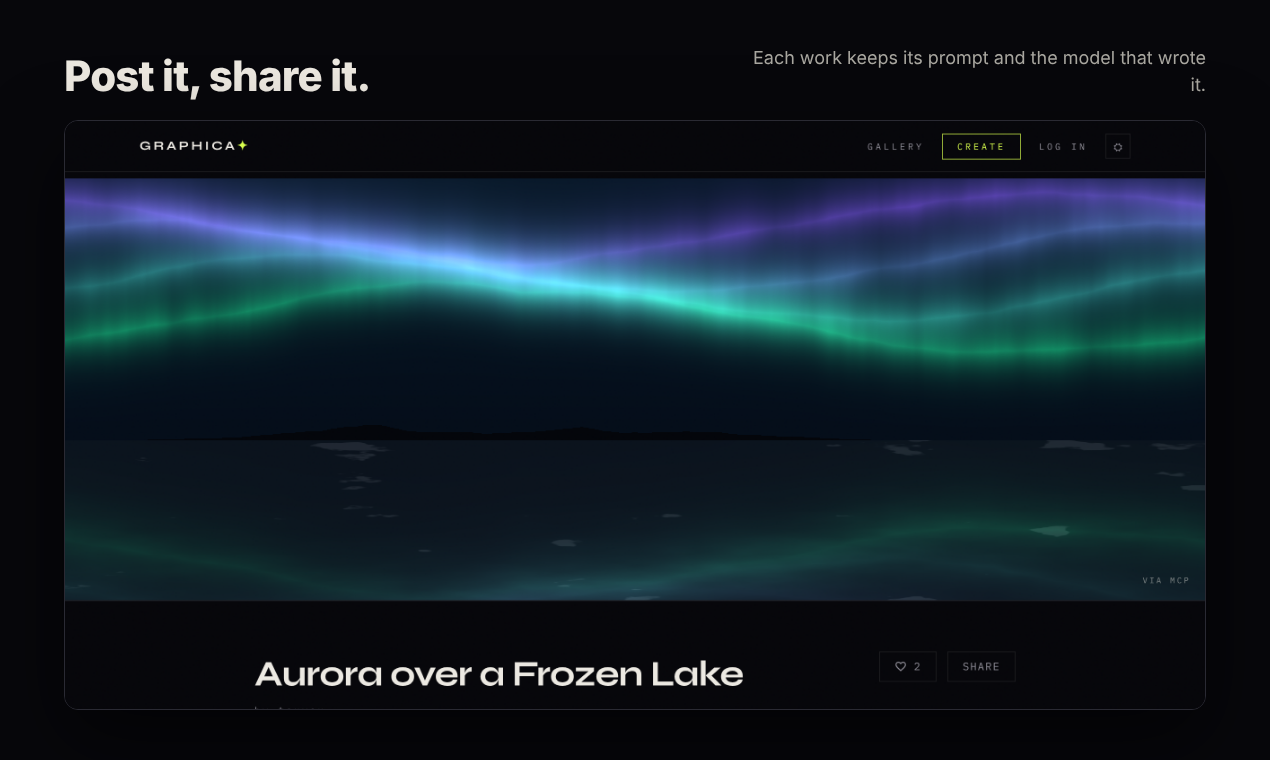 Post it, share it.
Each work keeps its prompt and the model that wrote
it.
GRAPHICA
GALLERY
CREATE
LOG IN
VIA MCP
Aurora over a Frozen Lake
2
SHARE